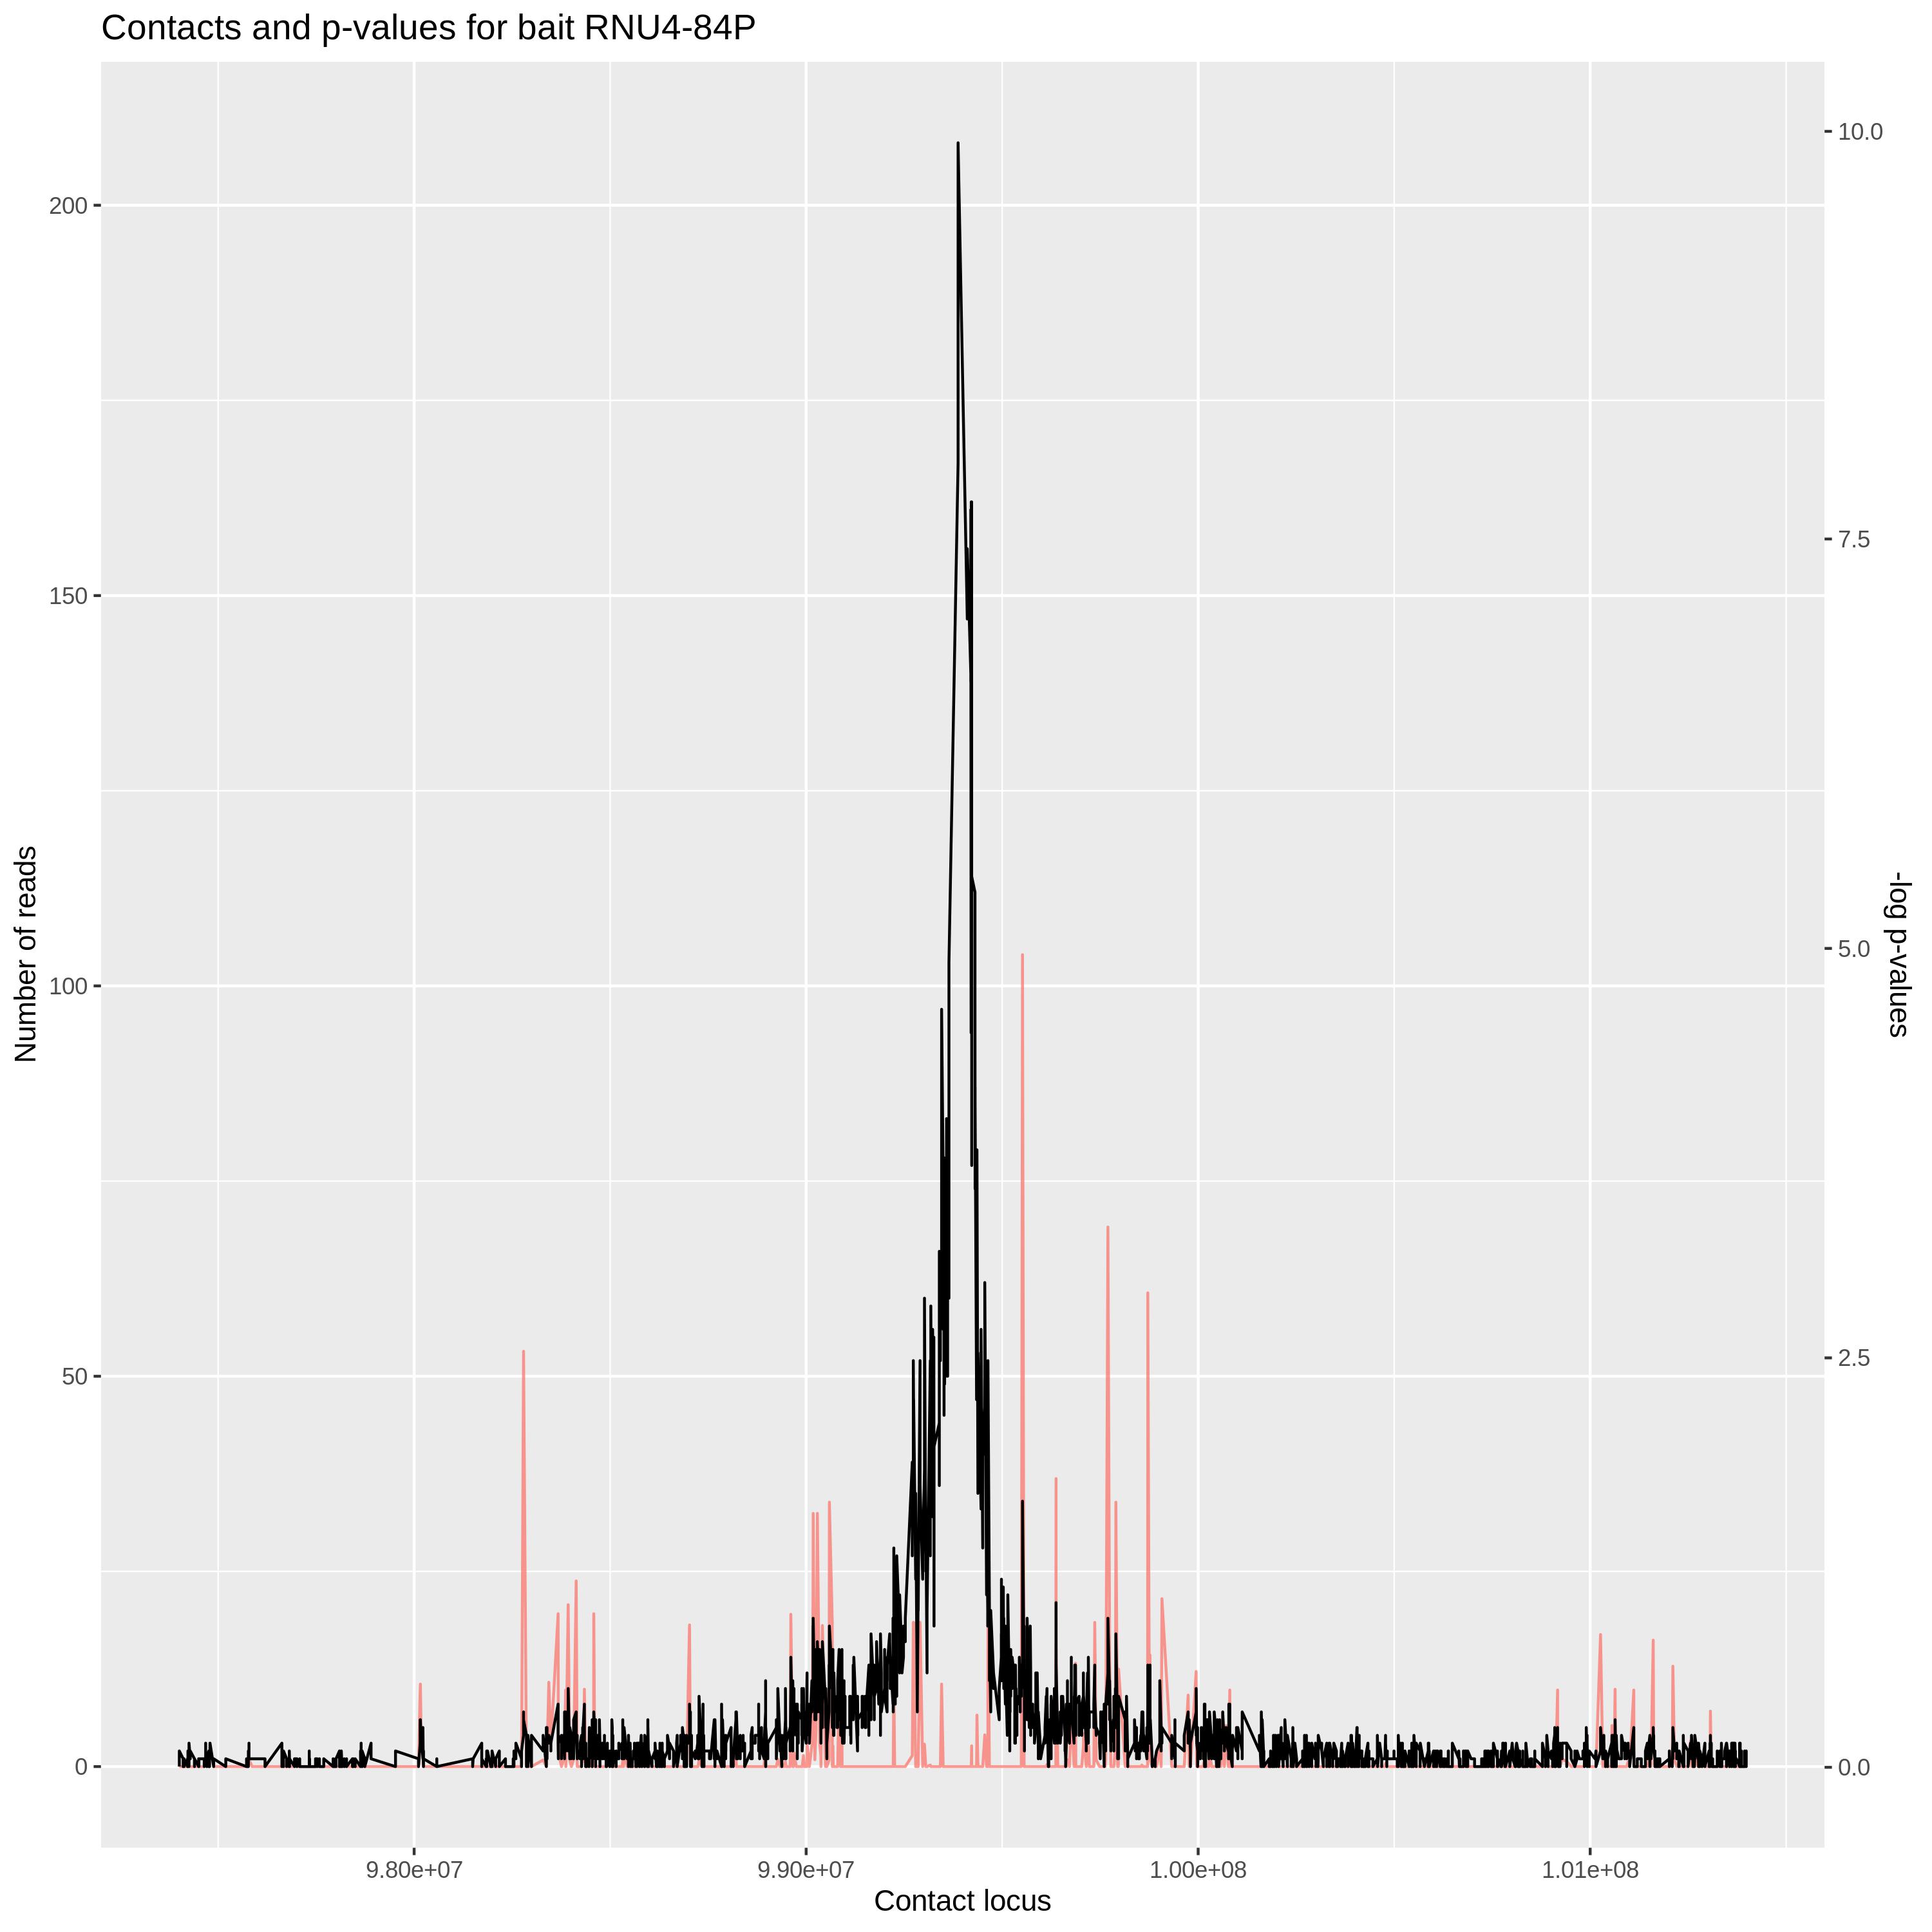 Contacts and p-values for bait RNU4-84P
10.0
200
7.5
150
5.0
100
Number of reads
-log p-values
2.5
50
0
0.0
9.80e+07
9.90e+07
1.00e+08
1.01e+08
Contact locus